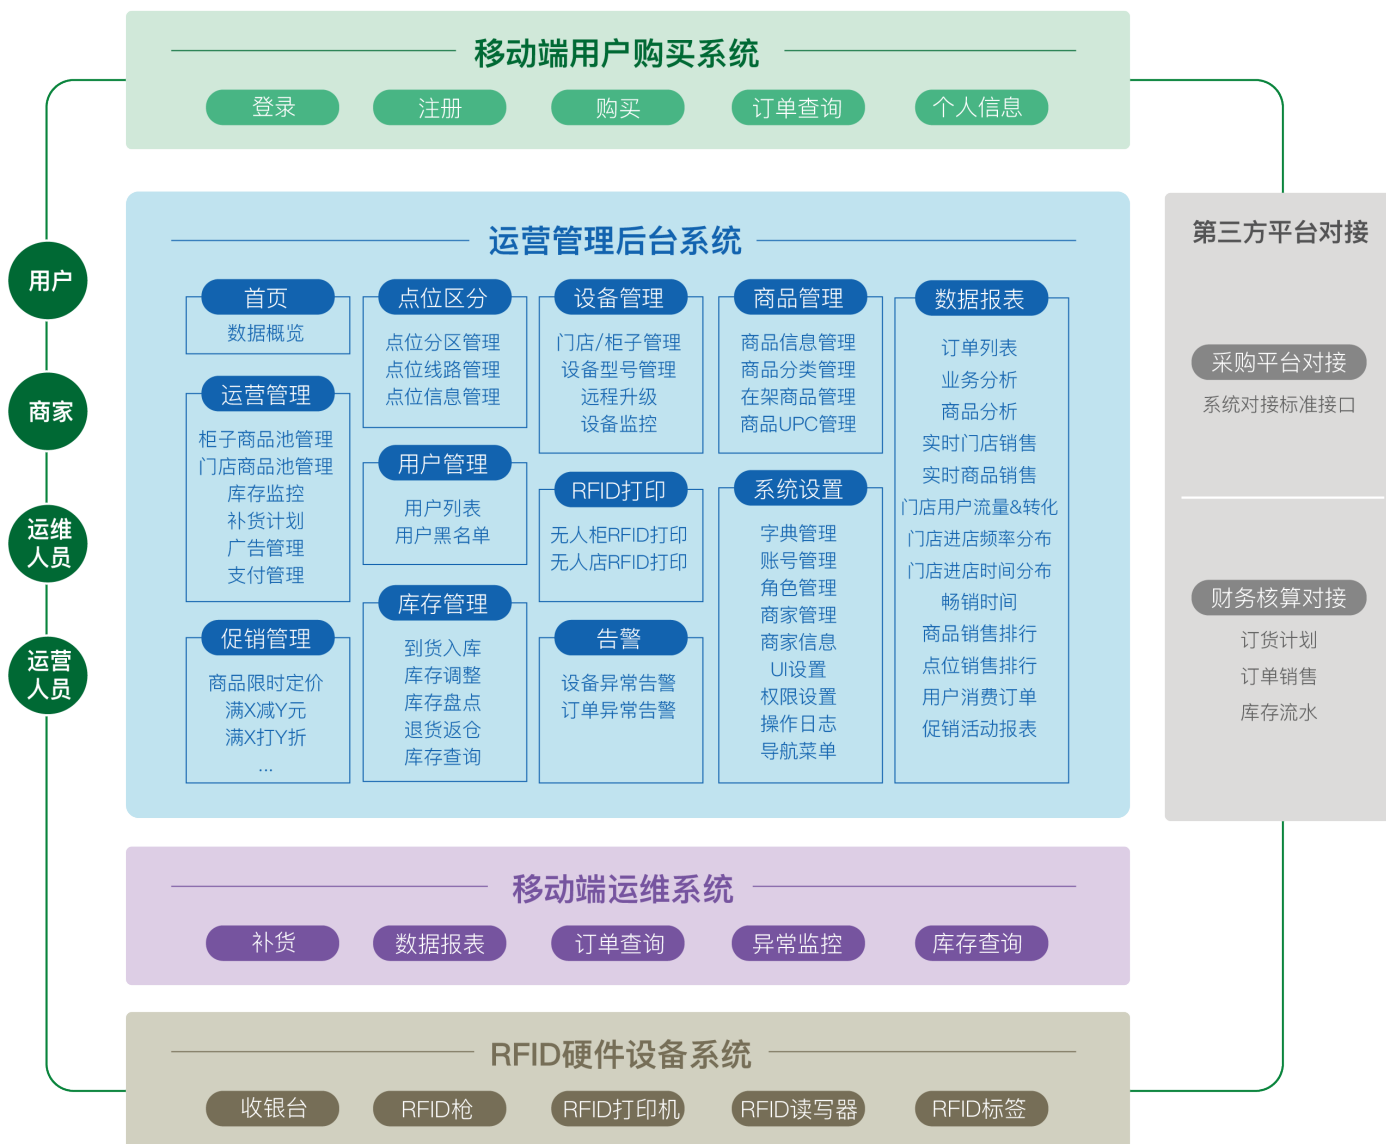 移动端用户购买系统
登录
注册
购买
订单查询
个人信息
用户
商家
运维
人员
运营
人员
运营管理后台系统
首页
数据概览
运营管理
柜子商品池管理
门店商品池管理
库存监控
补货计划
广告管理
支付管理
促销管理
商品限时定价
满X减Y元
满X打Y折
...
点位区分
点位分区管理
点位线路管理
点位信息管理
用户管理
用户列表
用户黑名单
库存管理
到货入库
库存调整
库存盘点
退货返仓
库存查询
设备管理
门店/柜子管理
设备型号管理
远程升级
设备监控
RFID打印
无人柜RFID打印
无人店RFID打印
告警
设备异常告警
订单异常告警
商品管理
商品信息管理
商品分类管理
在架商品管理
商品UPC管理
系统设置
字典管理
账号管理
角色管理
商家管理
商家信息
UI设置
权限设置
操作日志
导航菜单
数据报表
订单列表
业务分析
商品分析
实时门店销售
实时商品销售
门店用户流量&转化
门店进店频率分布
门店进店时间分布
畅销时间
商品销售排行
点位销售排行
用户消费订单
促销活动报表
第三方平台对接
采购平台对接
系统对接标准接口
财务核算对接
订货计划
订单销售
库存流水
移动端运维系统
补货
数据报表
订单查询
异常监控
库存查询
RFID硬件设备系统
收银台
RFID枪
RFID打印机
RFID读写器
RFID标签